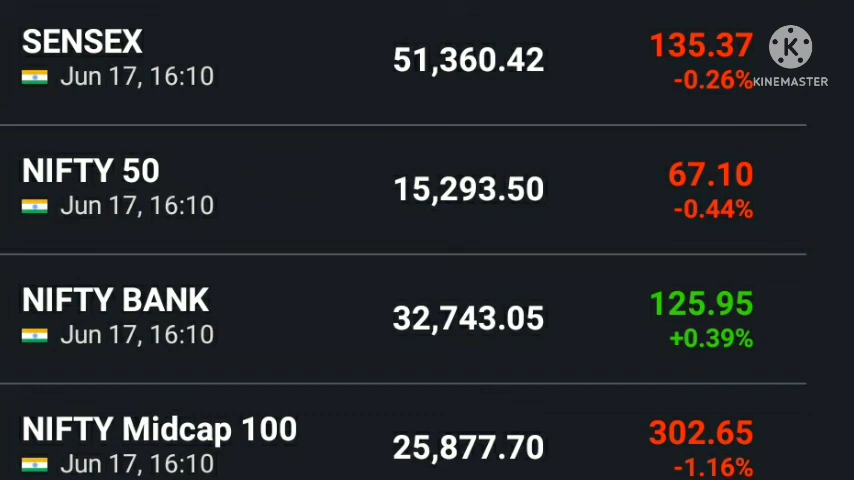 SENSEX
Jun 17, 16:10
51,360.42
135.37
-0.26%
K
KINEMASTER
NIFTY 50
Jun 17, 16:10
15,293.50
67.10
-0.44%
NIFTY BANK
Jun 17, 16:10
32,743.05
125.95
+0.39%
NIFTY Midcap 100
Jun 17, 16:10
25,877.70
302.65
-1.16%